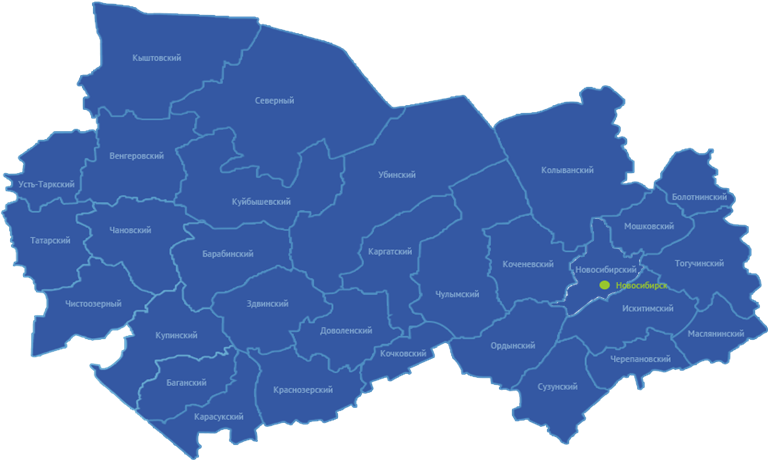 Кыштовский
Северный
Венгеровский
Колыванский
Убинский
Усть-Таркский
Болотнинский
Куйбышевский
Мошковский
Чановский
Татарский
Барабинский
Каргатский
Коченевский
Тогучинский
Новосибирский
Новосибирск
Чулымский
Чистоозерный
Здвинский
Искитимский
Доволенский
Маслянинский
Купинский
Ордынский
Кочковский
Черепановский
Баганский
Сузунский
Краснозерский
Карасукский